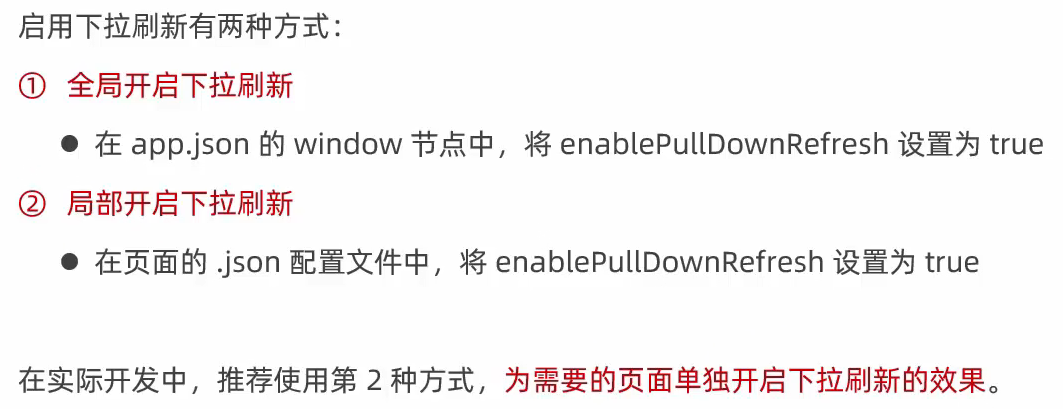 启用下拉刷新有两种方式：
① 全局开启下拉刷新
● 在 app.json 的 window 节点中，将 enablePullDownRefresh 设置为 true
② 局部开启下拉刷新
● 在页面的 .json 配置文件中，将 enablePullDownRefresh 设置为 true
在实际开发中，推荐使用第 2 种方式，为需要的页面单独开启下拉刷新的效果。